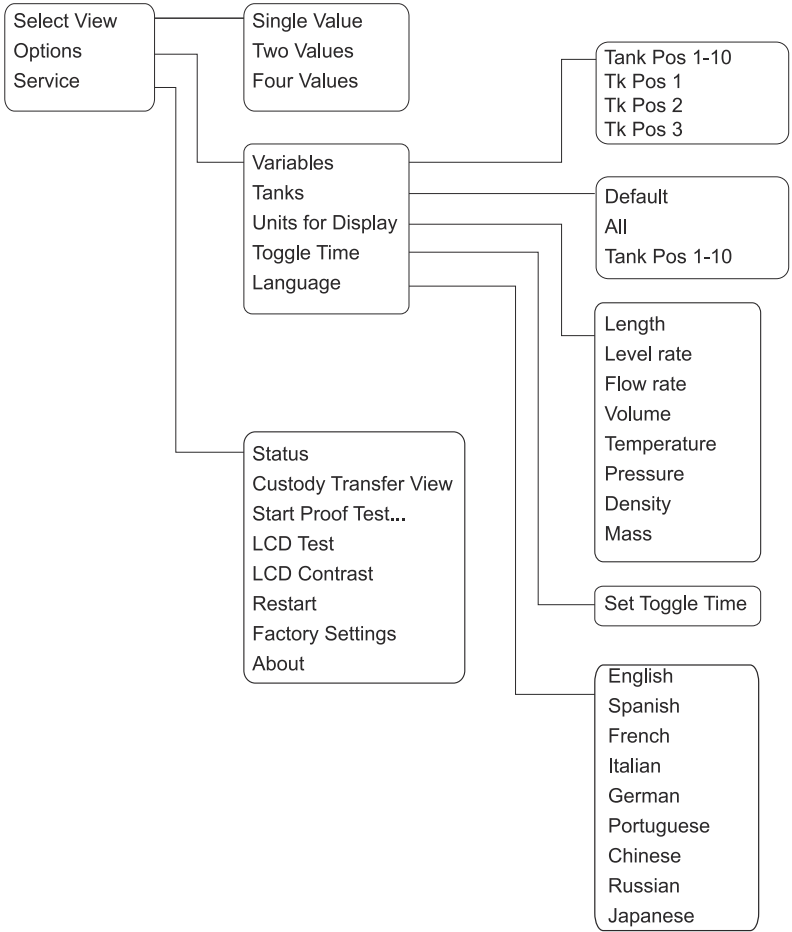 Select View
Options
Service
Single Value
Two Values
Four Values
Variables
Tanks
Units for Display
Toggle Time
Language
Tank Pos 1-10
Tk Pos 1
Tk Pos 2
Tk Pos 3
Default
All
Tank Pos 1-10
Length
Level rate
Flow rate
Volume
Temperature
Pressure
Density
Mass
Set Toggle Time
English
Spanish
French
Italian
German
Portuguese
Chinese
Russian
Japanese
Status
Custody Transfer View
Start Proof Test...
LCD Test
LCD Contrast
Restart
Factory Settings
About